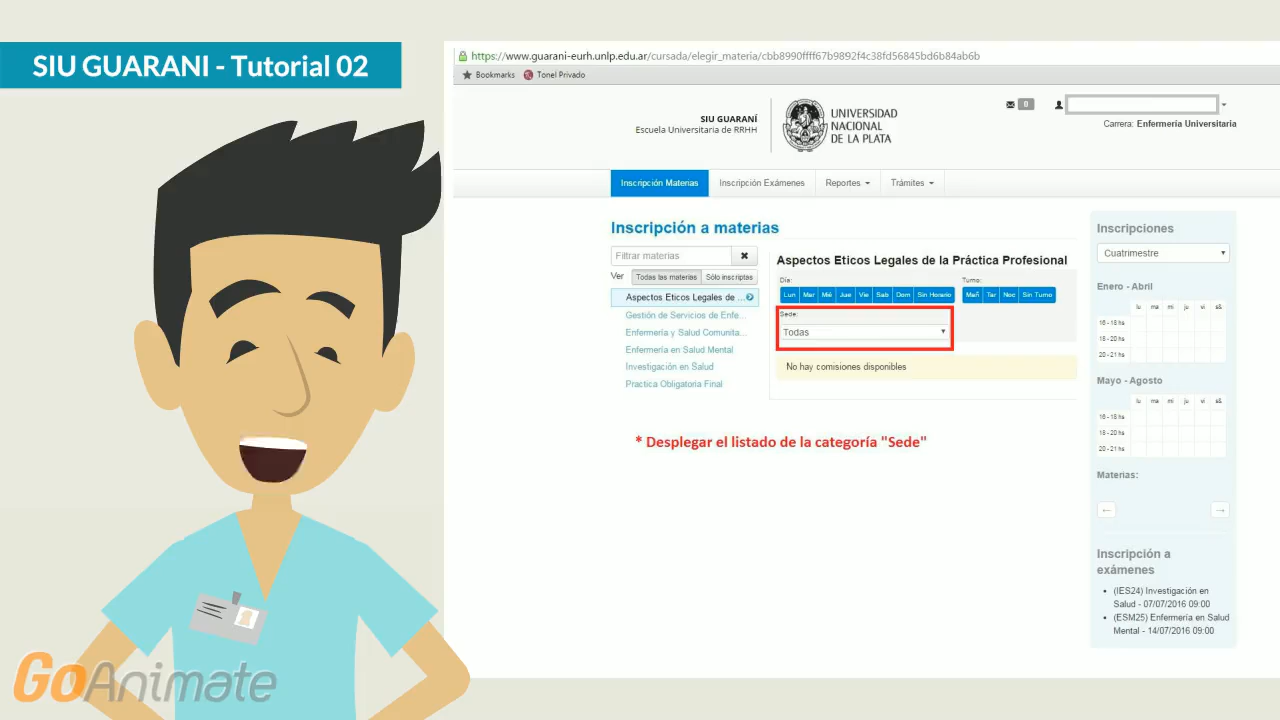 SIU GUARANI - Tutorial 02
https://www.guarani-eurh.unlp.edu.ar/cursada/elegir_materia/cbb8990ffff67b9892f4c38fd56845bd6b84ab6b
Bookmarks Tonel Privado
SIU GUARANÍ
Escuela Universitaria de RRHH
UNIVERSIDAD
NACIONAL
DE LA PLATA
0
Carrera: Enfermería Universitaria
Inscripción Materias Inscripción Exámenes Reportes Trámites
Inscripción a materias
Filtrar materias
Ver Todas las materias Sólo inscriptas
Aspectos Eticos Legales de ...
Gestión de Servicios de Enfe...
Enfermería y Salud Comunita...
Enfermería en Salud Mental
Investigación en Salud
Practica Obligatoria Final
Aspectos Eticos Legales de la Práctica Profesional
Día: Turno:
Lun Mar Mié Jue Vie Sab Dom Sin Horario Mañ Tar Noc Sin Turno
Sede:
Todas
No hay comisiones disponibles
* Desplegar el listado de la categoría "Sede"
Inscripciones
Cuatrimestre
Enero - Abril
lu ma mi ju vi sá
16 - 18 hs
18 - 20 hs
20 - 21 hs
Mayo - Agosto
lu ma mi ju vi sá
16 - 18 hs
18 - 20 hs
20 - 21 hs
Materias:
← →
Inscripción a
exámenes
• (IES24) Investigación en
Salud - 07/07/2016 09:00
• (ESM25) Enfermería en Salud
Mental - 14/07/2016 09:00
GoAnimate